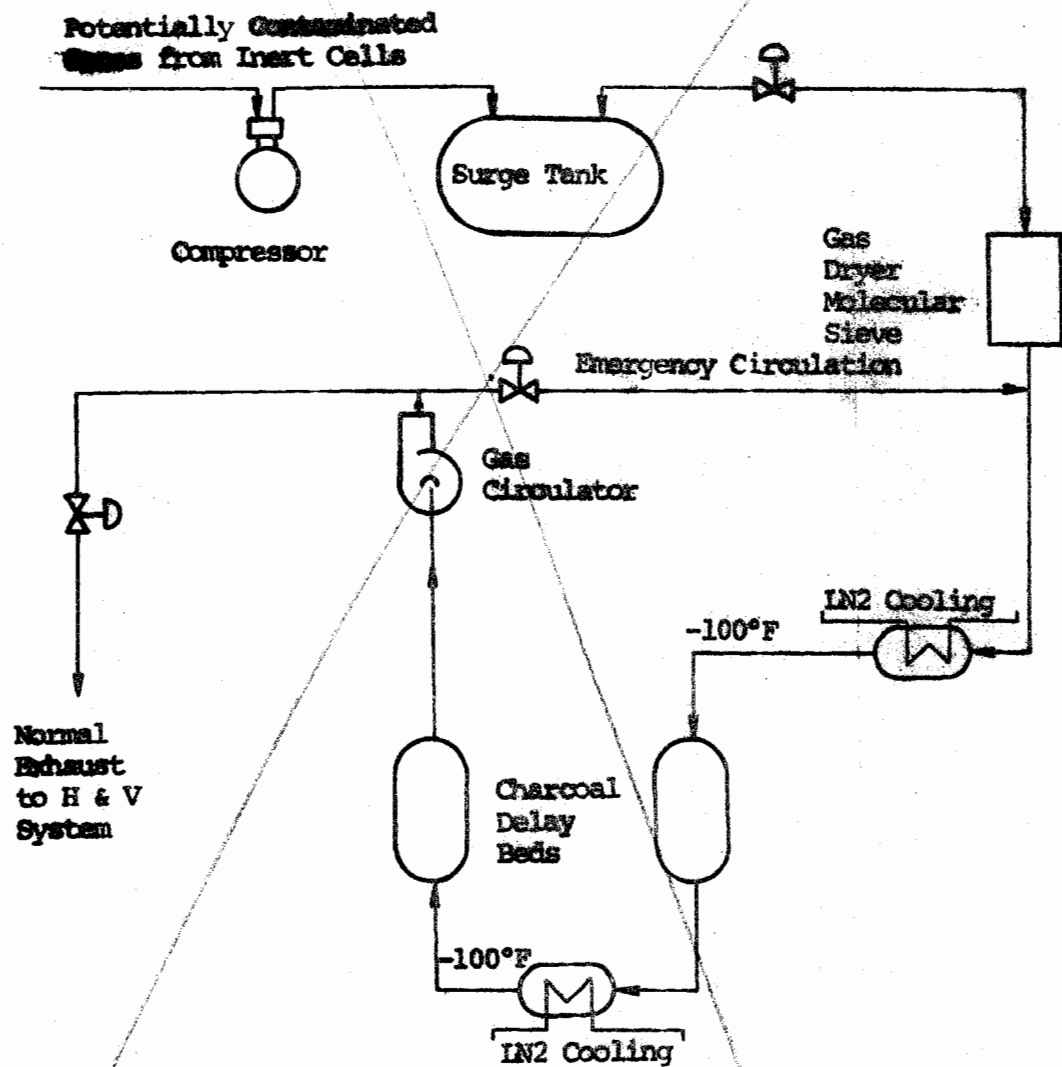 Potentially Contaminated
from Inert Cells
Surge Tank
Compressor
Gas
Dryer
Molecular
Sieve
Emergency Circulation
Gas
Circulator
LN2 Cooling
-100°F
Normal
Exhaust
to H & V
System
Charcoal
Delay
Beds
-100°F
LN2 Cooling